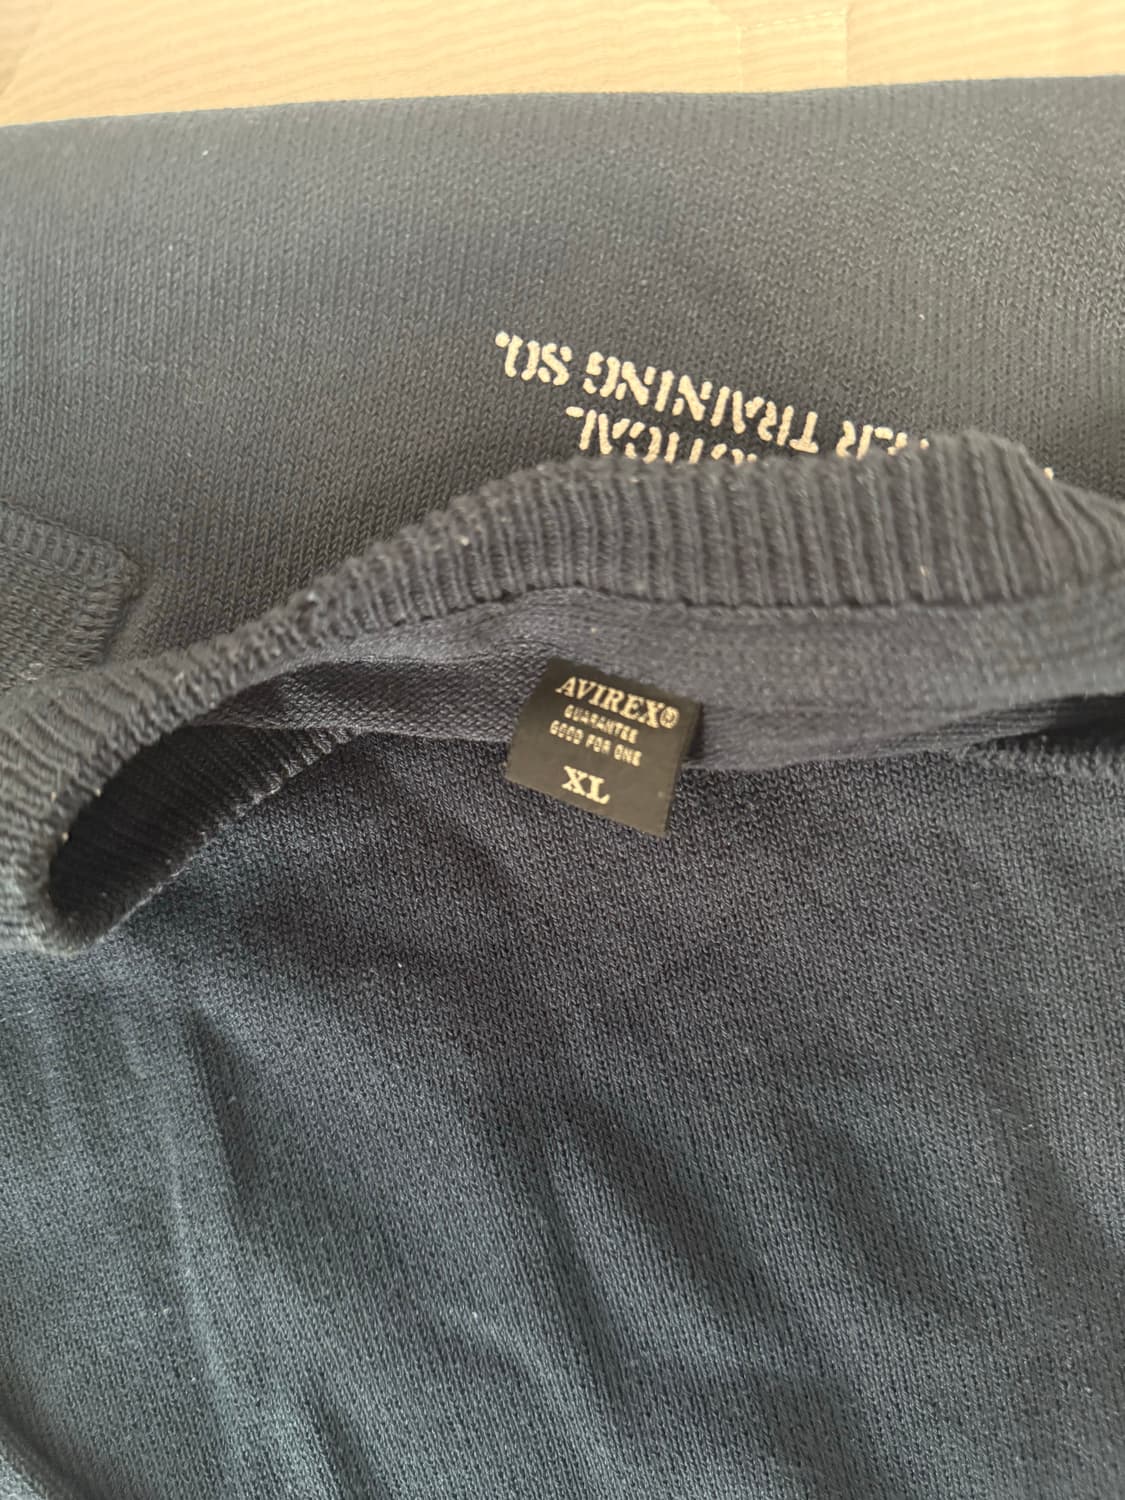 AVIREX®
GUARANTEE
GOOD FOR ONE
XL
TRAINING SQ.